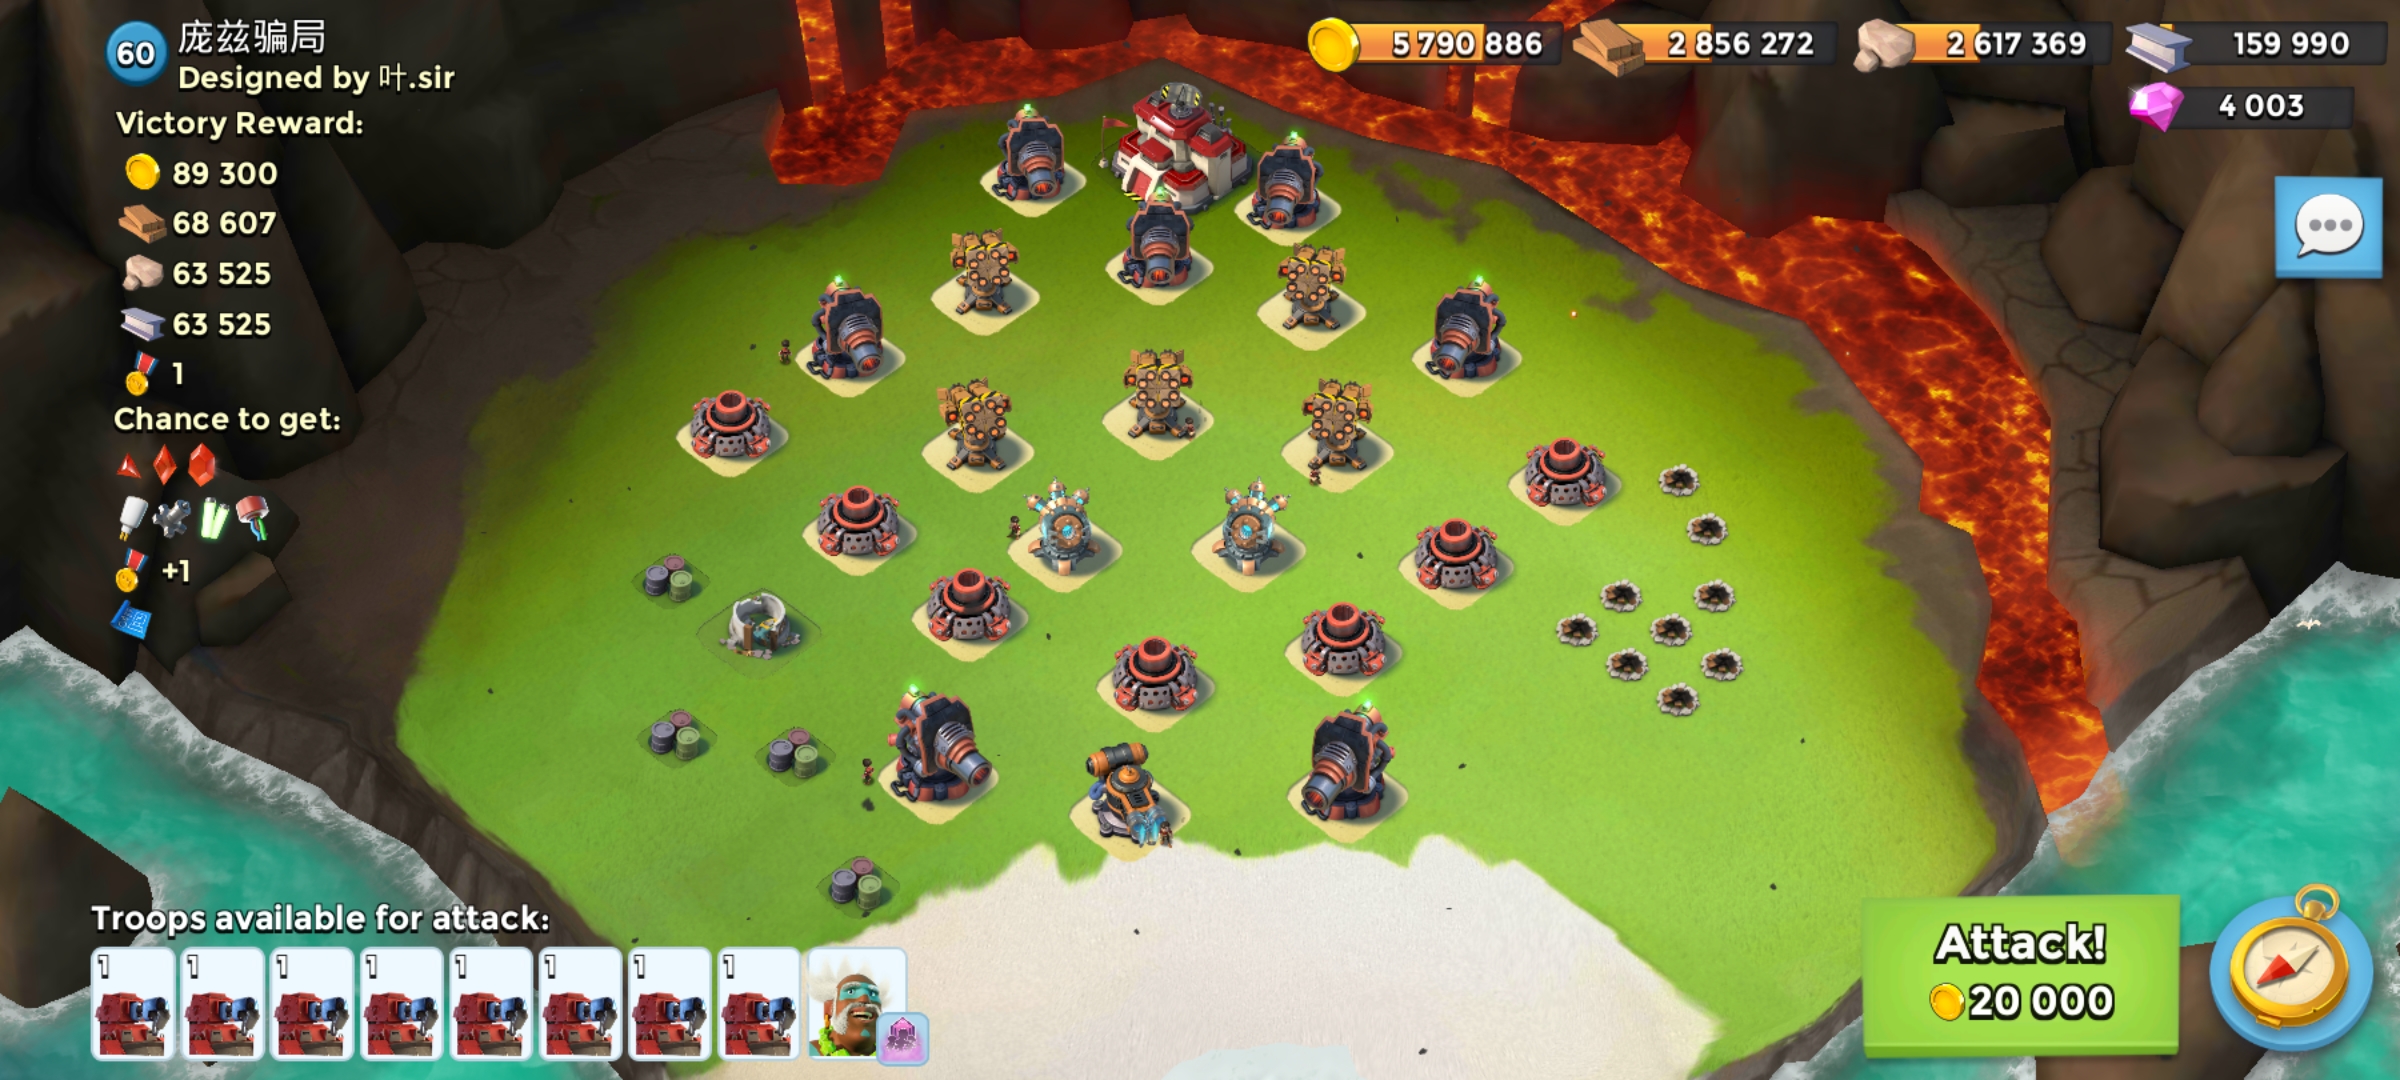 60
庞兹骗局
Designed by 叶.sir
Victory Reward:
89 300
68 607
63 525
63 525
1
Chance to get:
+1
5 790 886
2 856 272
2 617 369
159 990
4 003
Troops available for attack:
1 1 1 1 1 1 1 1
Attack!
20 000